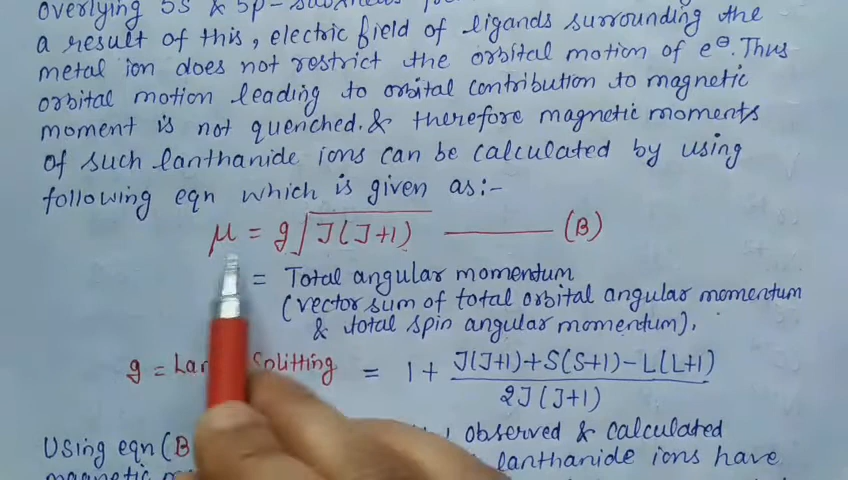 overlying 5s & 5p-
a result of this, electric field of ligands surrounding the
metal ion does not restrict the orbital motion of e⊖. Thus
orbital motion leading to orbital contribution to magnetic
moment is not quenched. & therefore magnetic moments
of such lanthanide ions can be calculated by using
following eqn which is given as:-
μ = g√J(J+1) ——— (B)
= Total angular momentum
(vector sum of total orbital angular momentum
& total spin angular momentum).
g = Splitting = 1 + J(J+1)+S(S+1)-L(L+1)
2J(J+1)
Using eqn (B observed & calculated
magnetic lanthanide ions have